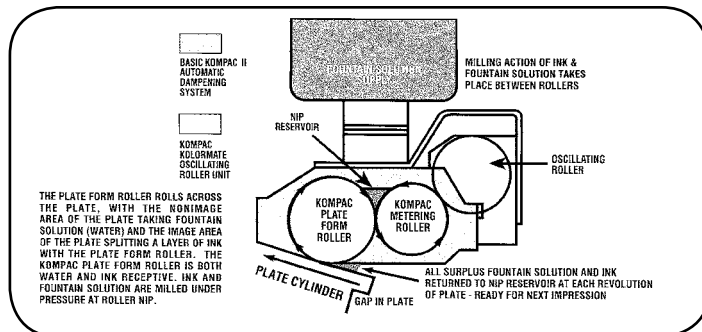 BASIC KOMPAC II
AUTOMATIC
DAMPENING
SYSTEM
KOMPAC
KOLORMATE
OSCILLATING
ROLLER UNIT
THE PLATE FORM ROLLER ROLLS ACROSS
THE PLATE, WITH THE NONIMAGE
AREA OF THE PLATE TAKING FOUNTAIN
SOLUTION (WATER) AND THE IMAGE AREA
OF THE PLATE SPLITTING A LAYER OF INK
WITH THE PLATE FORM ROLLER. THE
KOMPAC PLATE FORM ROLLER IS BOTH
WATER AND INK RECEPTIVE. INK AND
FOUNTAIN SOLUTION ARE MILLED UNDER
PRESSURE AT ROLLER NIP.
FOUNTAIN SOLUTION
SUPPLY
MILLING ACTION OF INK &
FOUNTAIN SOLUTION TAKES
PLACE BETWEEN ROLLERS
NIP
RESERVOIR
OSCILLATING
ROLLER
KOMPAC
PLATE
FORM
ROLLER
KOMPAC
METERING
ROLLER
PLATE CYLINDER
GAP IN PLATE
ALL SURPLUS FOUNTAIN SOLUTION AND INK
RETURNED TO NIP RESERVOIR AT EACH REVOLUTION
OF PLATE - READY FOR NEXT IMPRESSION